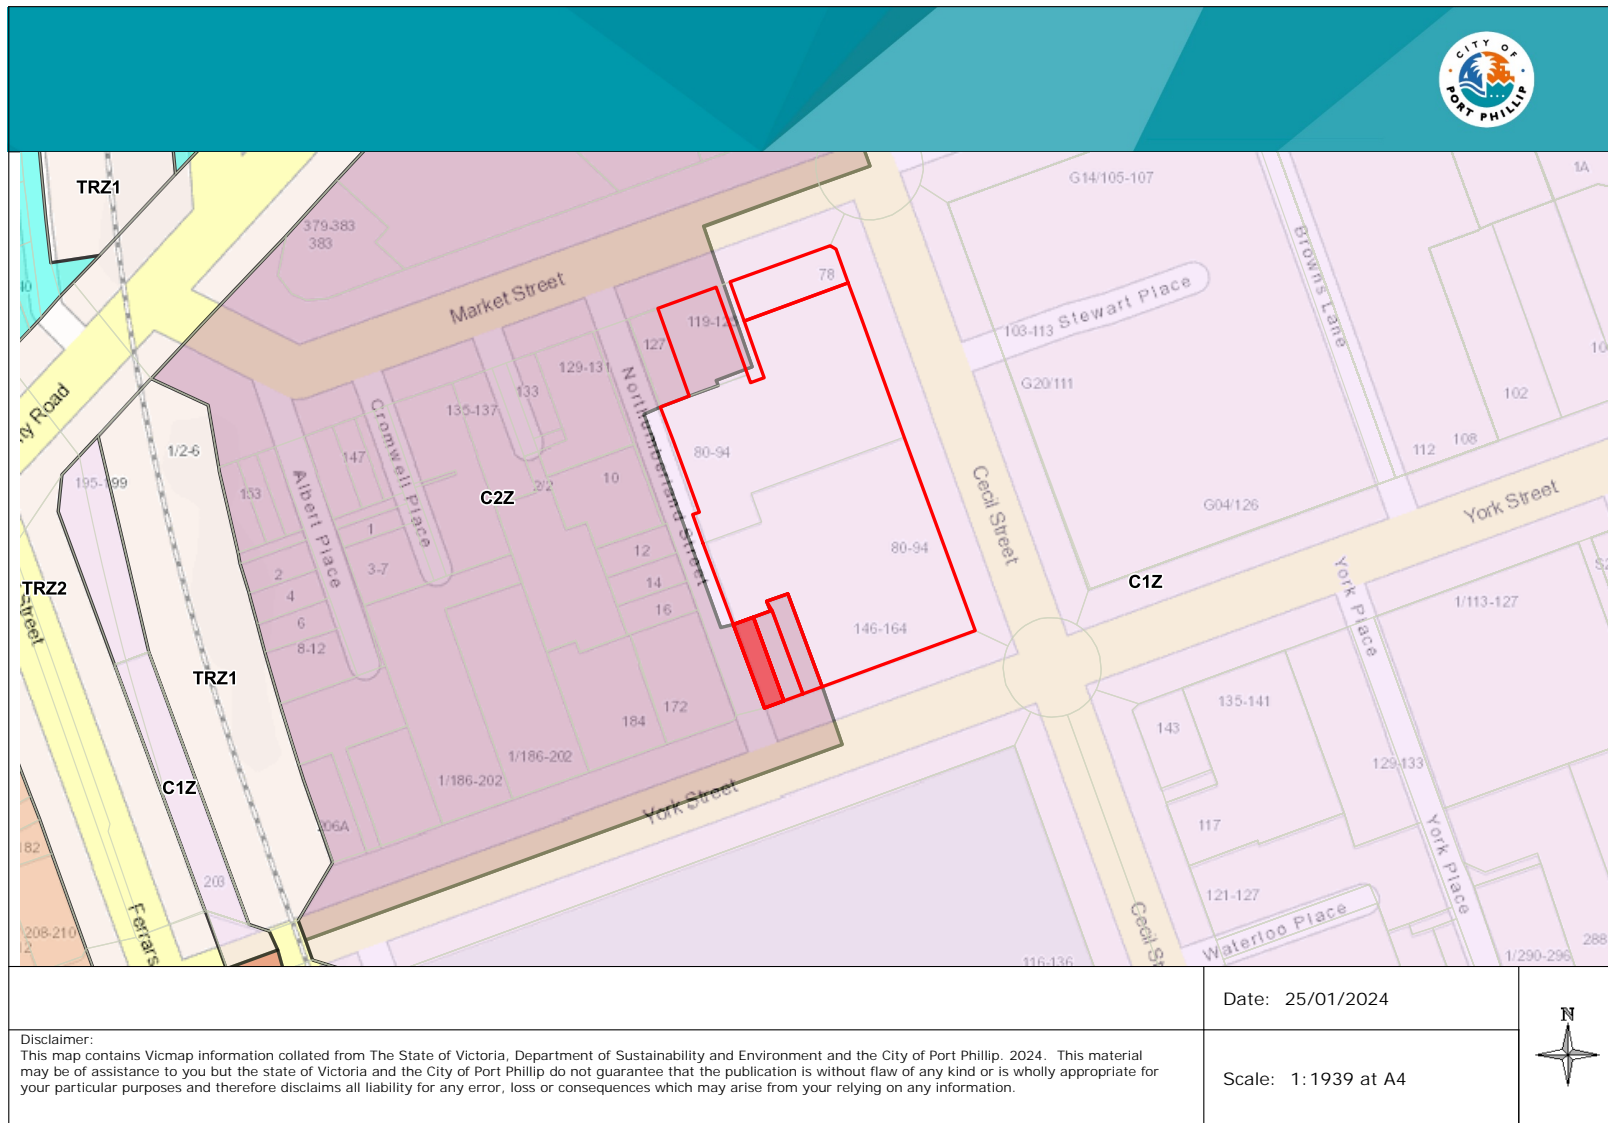 CITY OF
PORT PHILLIP
TRZ1
1A
G14/105-107
379-383
383
Browns Lane
78
Market Street
Stewart Place
103-113
127
129-131
133
135-137
G20/111
102
Northumberland Street
Cromwell Place
108
112
147
1/2-6
80-94
Cecil Street
195-199
153
Albert Place
C2Z
2/2
10
G04/126
York Street
1
12
80-94
3-7
2
14
C1Z
York Place
TRZ2
4
16
1/113-127
6
146-164
8-12
TRZ1
172
184
143
135-141
1/186-202
1/186-202
129-133
C1Z
York Street
206A
117
York Place
203
121-127
Ferrars
Waterloo Place
Cecil St
208-210
116-136
1/290-296
288
Date: 25/01/2024
N
Disclaimer:
This map contains Vicmap information collated from The State of Victoria, Department of Sustainability and Environment and the City of Port Phillip. 2024. This material
may be of assistance to you but the state of Victoria and the City of Port Phillip do not guarantee that the publication is without flaw of any kind or is wholly appropriate for
your particular purposes and therefore disclaims all liability for any error, loss or consequences which may arise from your relying on any information.
Scale: 1:1939 at A4